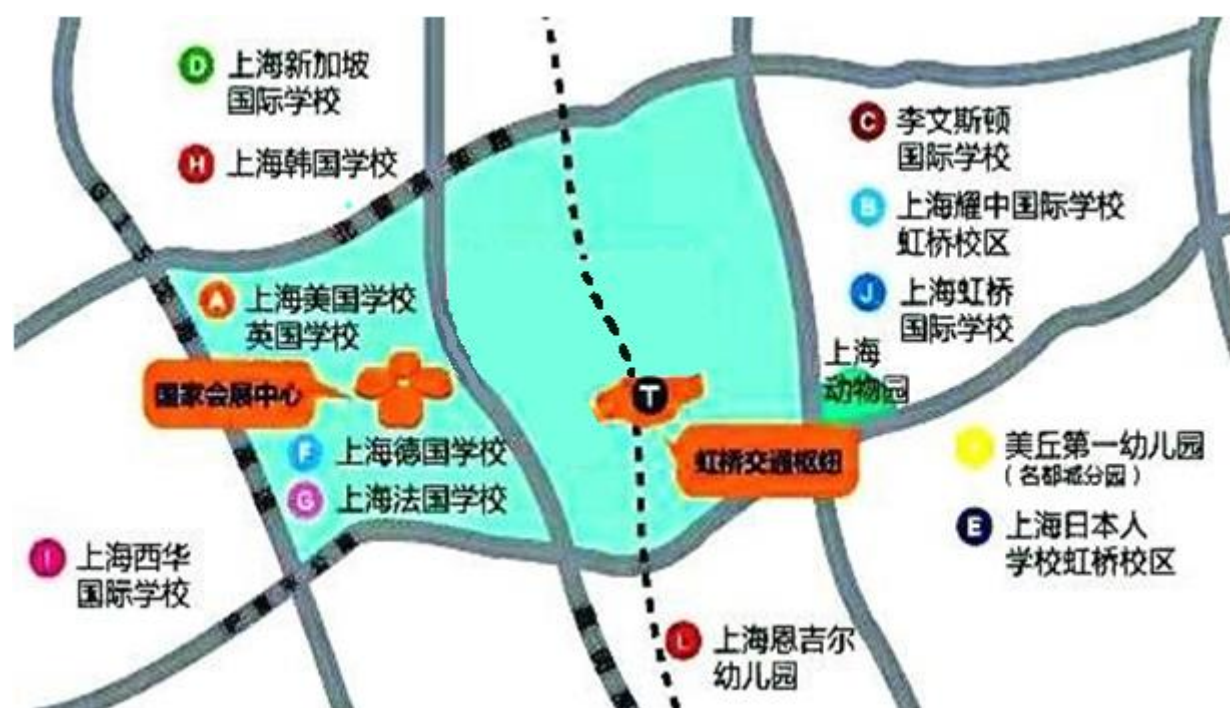 D 上海新加坡
国际学校
H 上海韩国学校
C 李文斯顿
国际学校
B 上海耀中国际学校
虹桥校区
J 上海虹桥
国际学校
A 上海美国学校
英国学校
上海
动物园
国家会展中心
T
虹桥交通枢纽
F 上海德国学校
G 上海法国学校
美丘第一幼儿园
(名都城分园)
E 上海日本人
学校虹桥校区
I 上海西华
国际学校
L 上海恩吉尔
幼儿园